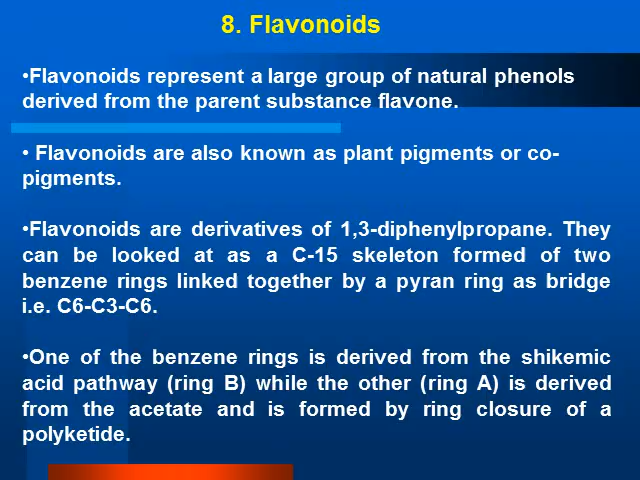 8. Flavonoids
•Flavonoids represent a large group of natural phenols
derived from the parent substance flavone.
• Flavonoids are also known as plant pigments or co-
pigments.
•Flavonoids are derivatives of 1,3-diphenylpropane. They
can be looked at as a C-15 skeleton formed of two
benzene rings linked together by a pyran ring as bridge
i.e. C6-C3-C6.
•One of the benzene rings is derived from the shikemic
acid pathway (ring B) while the other (ring A) is derived
from the acetate and is formed by ring closure of a
polyketide.